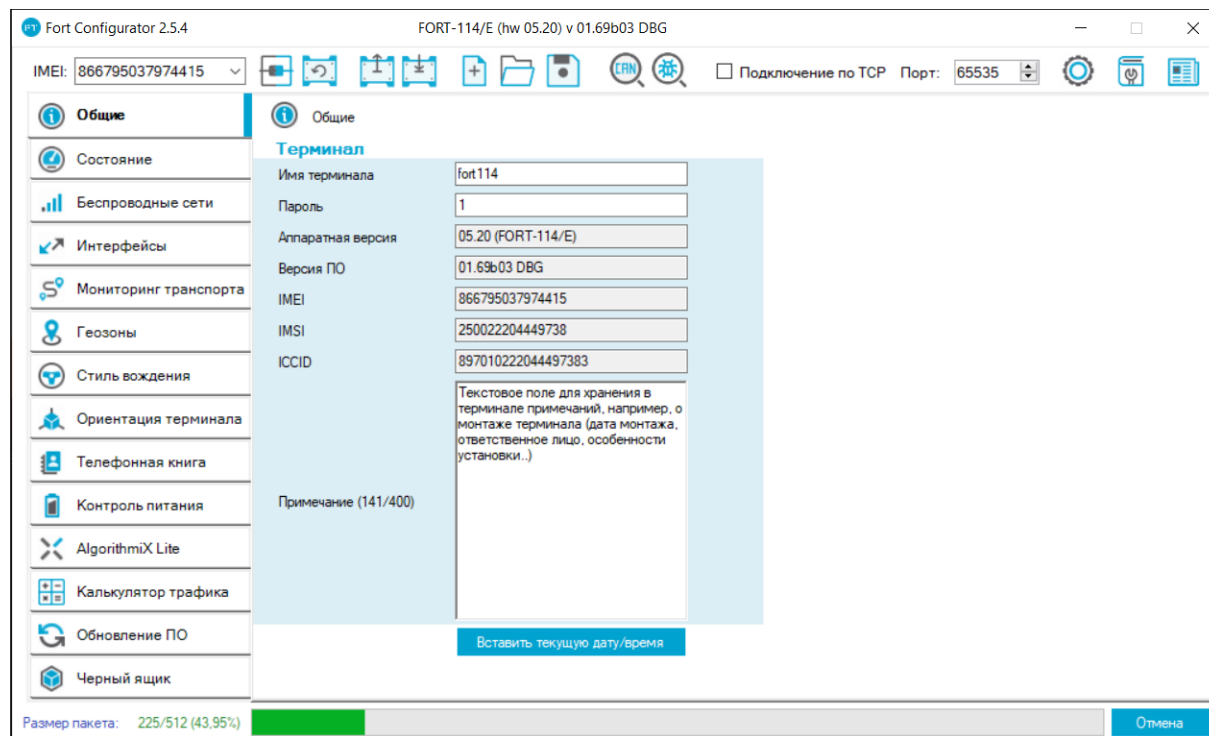 FT Fort Configurator 2.5.4 FORT-114/E (hw 05.20) v 01.69b03 DBG
IMEI: 866795037974415 CAN Подключение по TCP Порт: 65535
Общие
Состояние
Беспроводные сети
Интерфейсы
Мониторинг транспорта
Геозоны
Стиль вождения
Ориентация терминала
Телефонная книга
Контроль питания
AlgorithmiX Lite
Калькулятор трафика
Обновление ПО
Черный ящик
Общие
Терминал
Имя терминала fort114
Пароль 1
Аппаратная версия 05.20 (FORT-114/E)
Версия ПО 01.69b03 DBG
IMEI 866795037974415
IMSI 250022204449738
ICCID 897010222044497383
Примечание (141/400)
Текстовое поле для хранения в
терминале примечаний, например, о
монтаже терминала (дата монтажа,
ответственное лицо, особенности
установки..)
Вставить текущую дату/время
Размер пакета: 225/512 (43,95%) Отмена